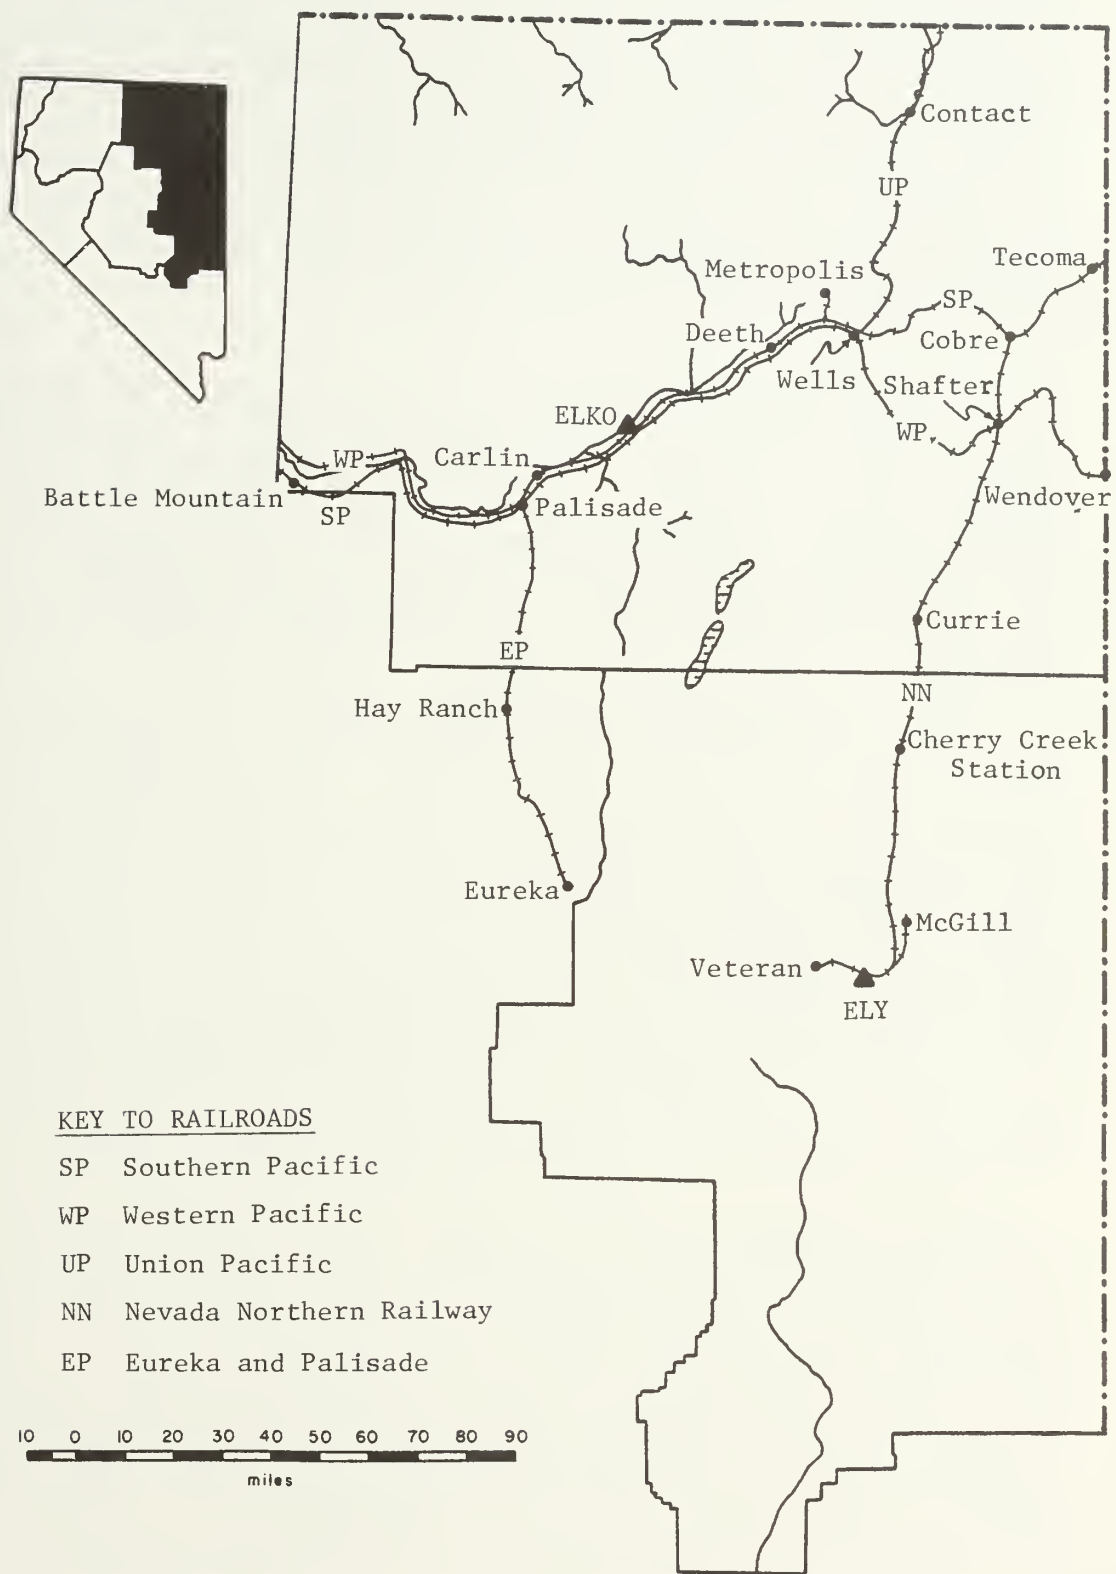 Contact
UP
Tecoma
Metropolis
SP
Deeth
Cobre
Wells
Shafter
ELKO
WP
WP
Carlin
Battle Mountain
Wendover
Palisade
SP
Currie
EP
NN
Hay Ranch
Cherry Creek
Station
Eureka
McGill
Veteran
ELY
KEY TO RAILROADS
SP Southern Pacific
WP Western Pacific
UP Union Pacific
NN Nevada Northern Railway
EP Eureka and Palisade
10 0 10 20 30 40 50 60 70 80 90
miles